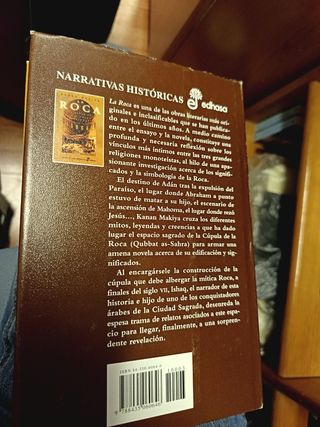 NARRATIVAS HISTÓRICAS edhasa
ROCA
La Roca es una de las obras literarias más ori-
ginales e inclasificables que se han publica-
do en los últimos años. A medio camino
entre el ensayo y la novela, constituye una
profunda y necesaria reflexión sobre los
vínculos más íntimos entre las tres grandes
religiones monoteístas, al hilo de una apa-
sionante investigación acerca de los signifi-
cados y la simbología de la Roca.
El destino de Adán tras la expulsión del
Paraíso, el lugar donde Abraham a punto
estuvo de matar a su hijo, el escenario de
la ascensión de Mahoma, el lugar donde rezó
Jesús..., Kanan Makiya cruza los diferentes
mitos, leyendas y creencias a que ha dado
lugar el espacio sagrado de la Cúpula de la
Roca (Qubbat as-Sahra) para armar una
amena novela acerca de su edificación y sig-
nificados.
Al encargársele la construcción de la
cúpula que debe albergar la mítica Roca, a
finales del siglo VII, Ishaq, el narrador de esta
historia e hijo de uno de los conquistadores
árabes de la Ciudad Sagrada, desenreda la
espesa trama de relatos asociados a este espa-
cio para llegar, finalmente, a una sorpren-
dente revelación.